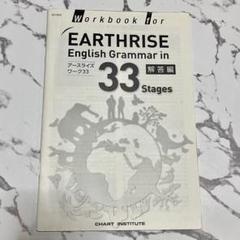 Workbook for
EARTHRISE
English Grammar in
アースライズ
ワーク33
33
解答編
Stages
CHART INSTITUTE